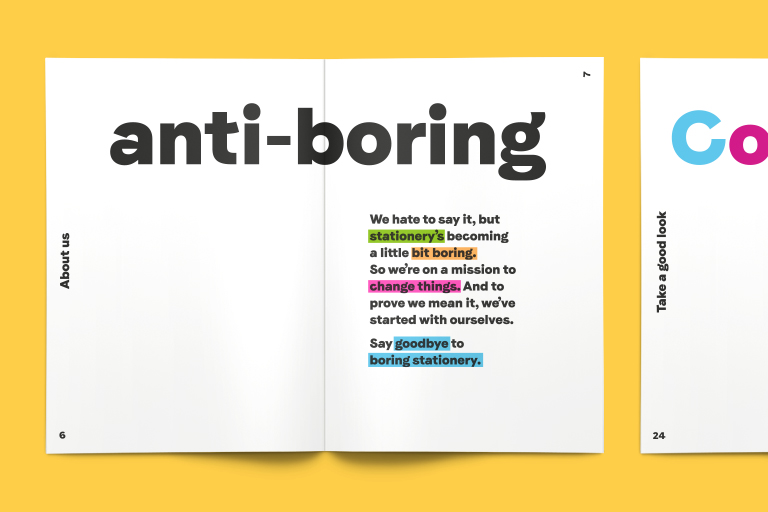 anti-boring
7
About us
We hate to say it, but
stationery's becoming
a little bit boring.
So we're on a mission to
change things. And to
prove we mean it, we've
started with ourselves.
Say goodbye to
boring stationery.
6
Co
Take a good look
24